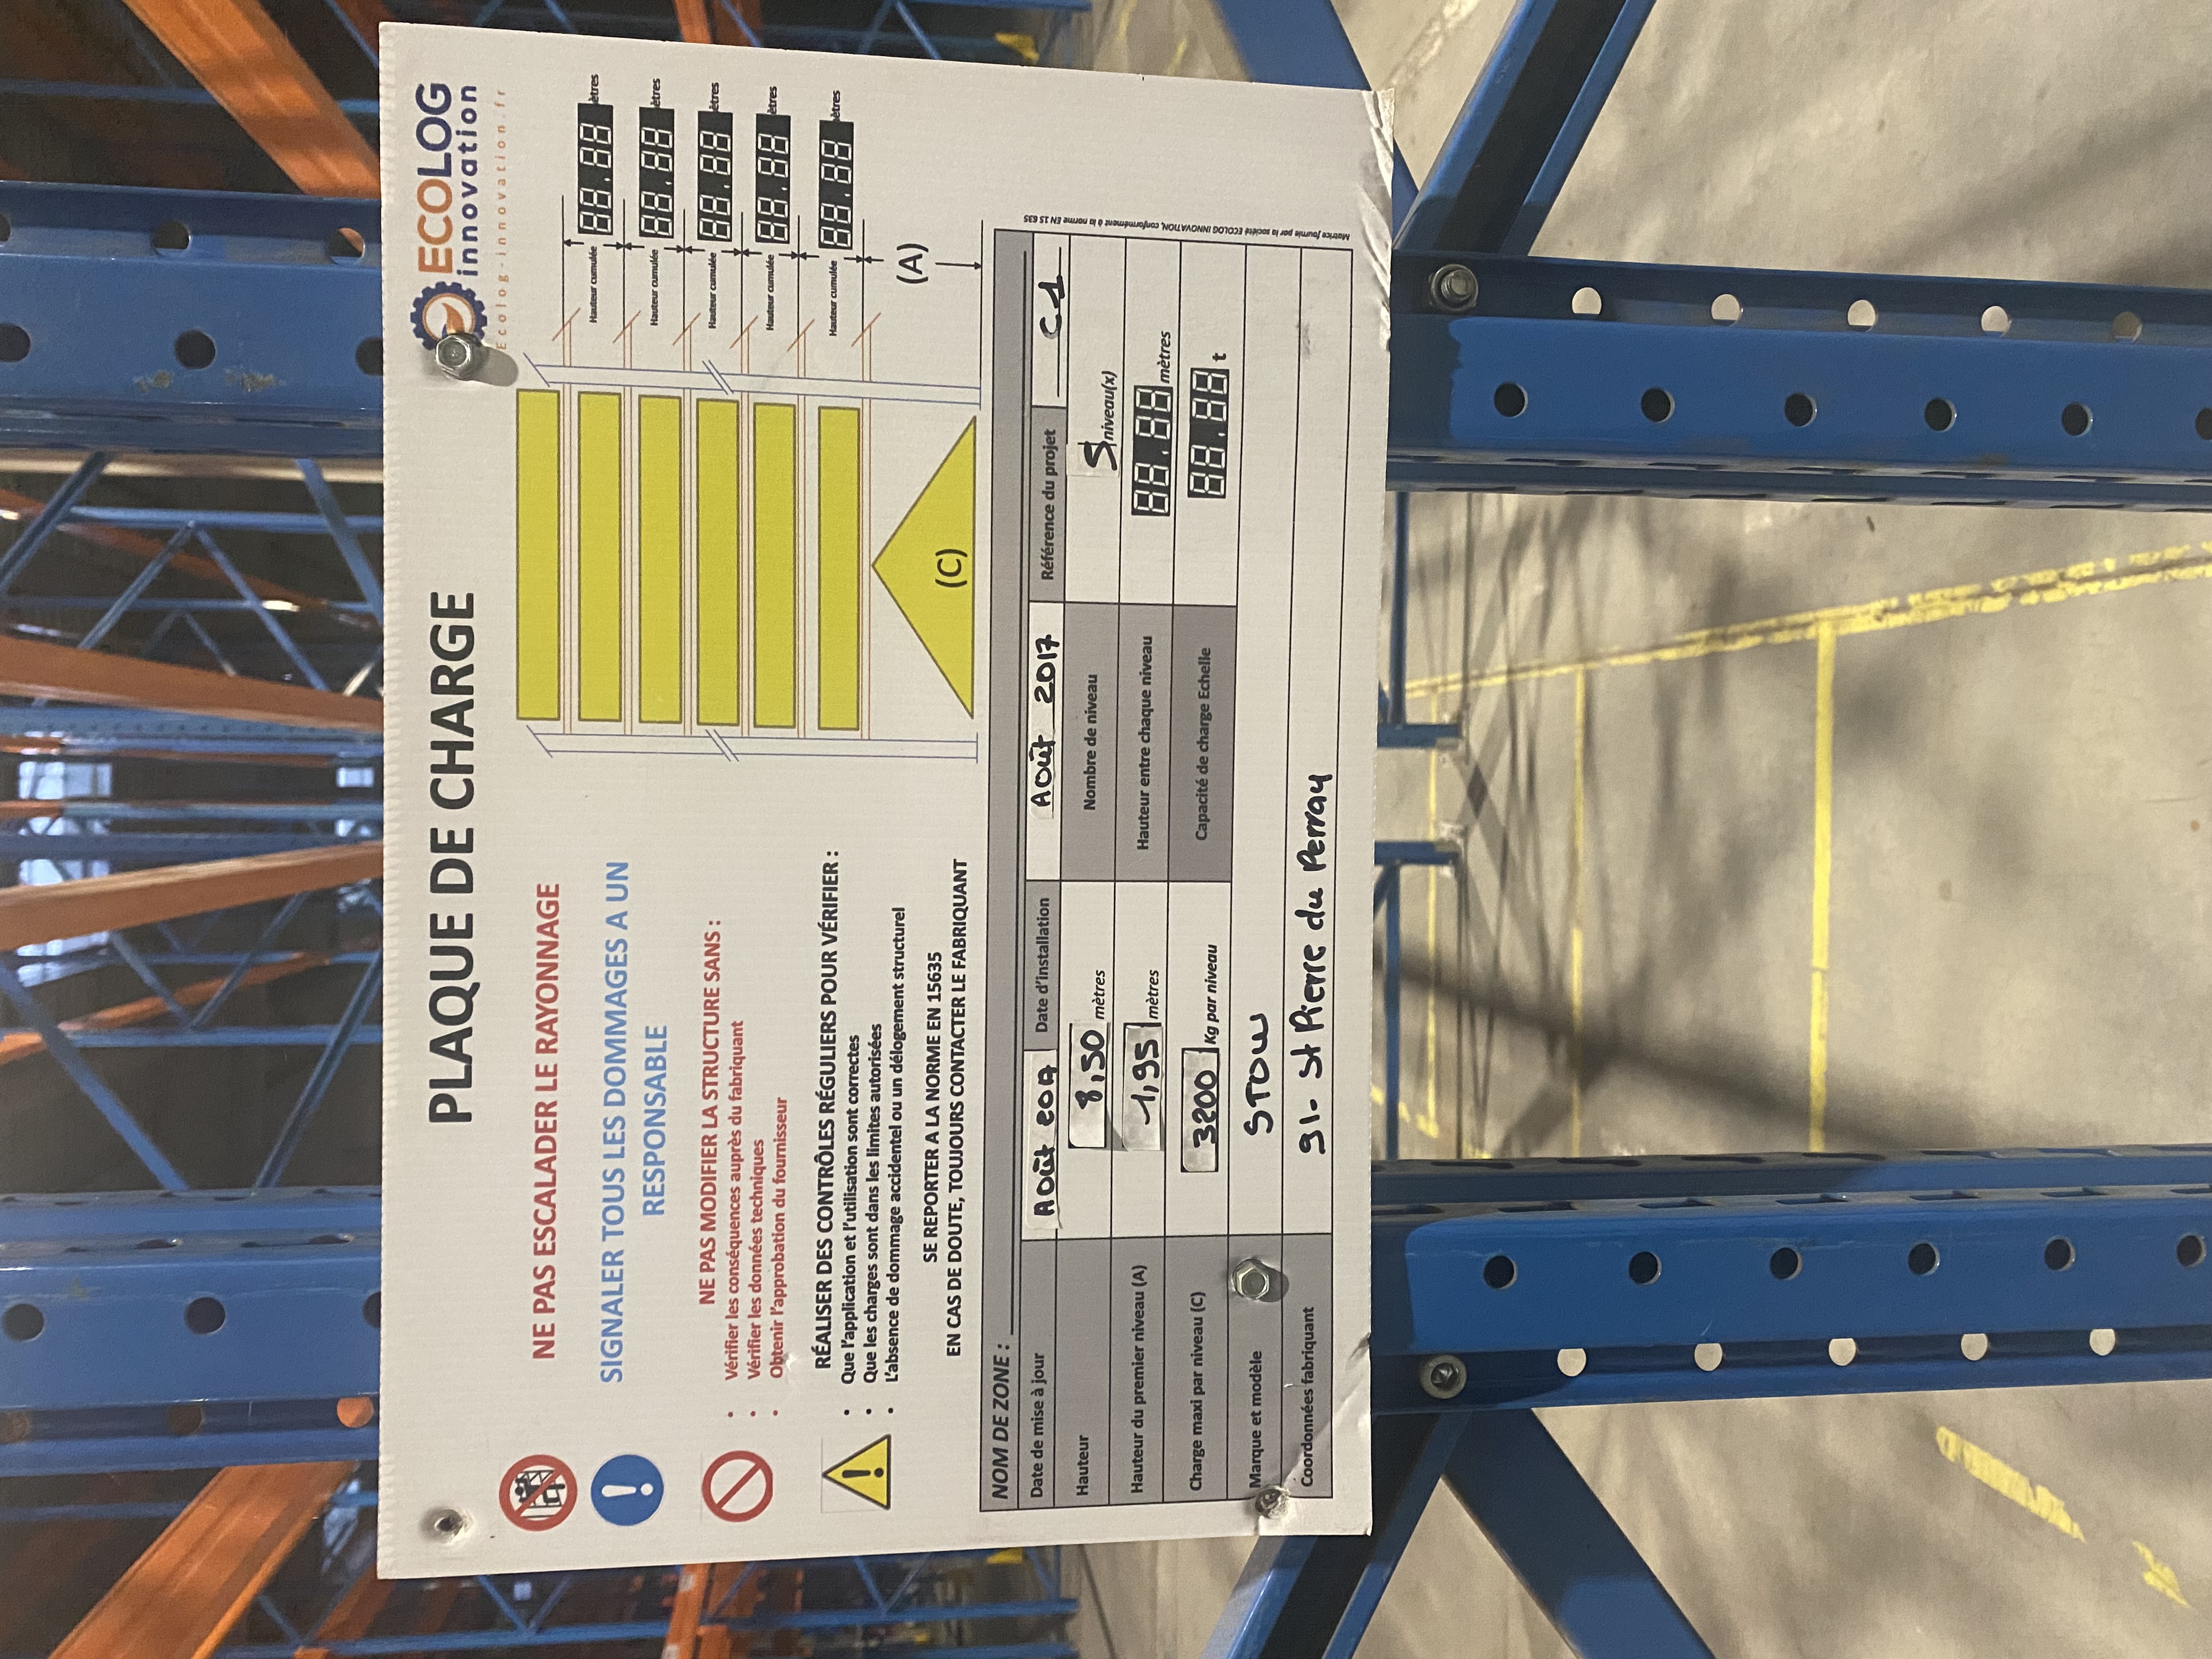 PLAQUE DE CHARGE
ECOLOG
innovation
Ecolog-innovation.fr
NE PAS ESCALADER LE RAYONNAGE
SIGNALER TOUS LES DOMMAGES A UN
RESPONSABLE
NE PAS MODIFIER LA STRUCTURE SANS :
• Vérifier les conséquences auprès du fabriquant
• Vérifier les données techniques
• Obtenir l'approbation du fournisseur
RÉALISER DES CONTRÔLES RÉGULIERS POUR VÉRIFIER :
• Que l'application et l'utilisation sont correctes
• Que les charges sont dans les limites autorisées
• L'absence de dommage accidentel ou un délogement structurel
SE REPORTER A LA NORME EN 15635
EN CAS DE DOUTE, TOUJOURS CONTACTER LE FABRIQUANT
Hauteur cumulée 88.88 ètres
Hauteur cumulée 88.88 ètres
Hauteur cumulée 88.88 ètres
Hauteur cumulée 88.88 ètres
Hauteur cumulée 88.88 ètres
(A)
(C)
NOM DE ZONE :
Date de mise à jour Août Date d'installation Août 2017 Référence du projet C1
Hauteur 8,50 mètres Nombre de niveau 5 niveau(x)
Hauteur du premier niveau (A) 1,95 mètres Hauteur entre chaque niveau 88.88 mètres
Charge maxi par niveau (C) 3200 Kg par niveau Capacité de charge Echelle 88.88 t
Marque et modèle STOW
Coordonnées fabriquant 91- St Pierre du Perray
Matrice fournie par la société ECOLOG INNOVATION, conformément à la norme EN 15 635